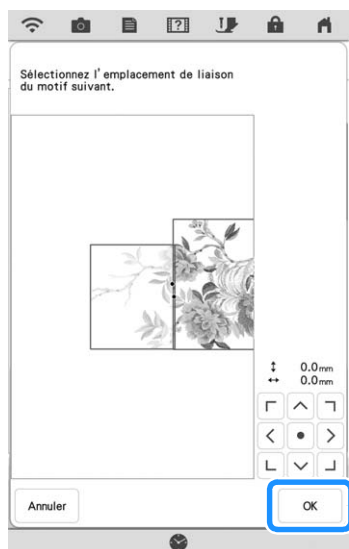 Sélectionnez l'emplacement de liaison
du motif suivant.
0.0mm
0.0mm
Annuler
OK